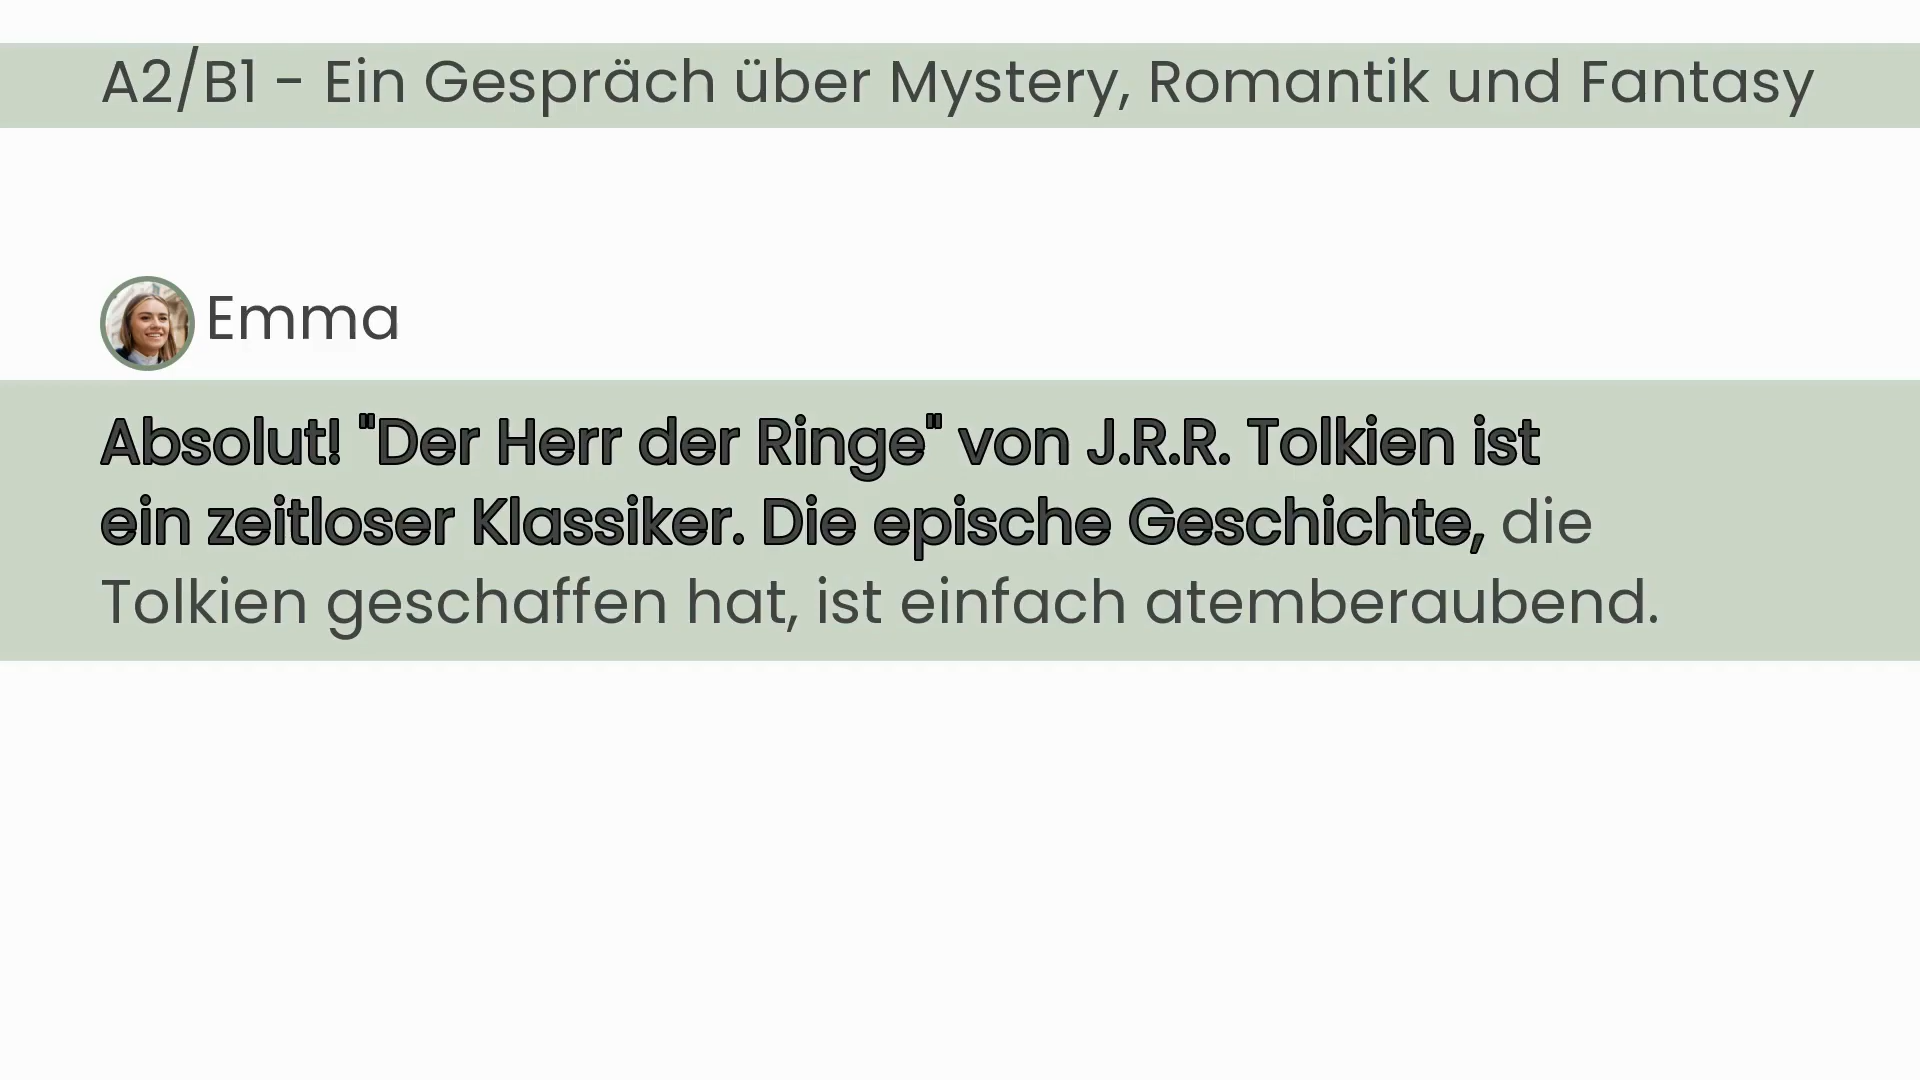 A2/B1 - Ein Gespräch über Mystery, Romantik und Fantasy
Emma
Absolut! "Der Herr der Ringe" von J.R.R. Tolkien ist
ein zeitloser Klassiker. Die epische Geschichte, die
Tolkien geschaffen hat, ist einfach atemberaubend.